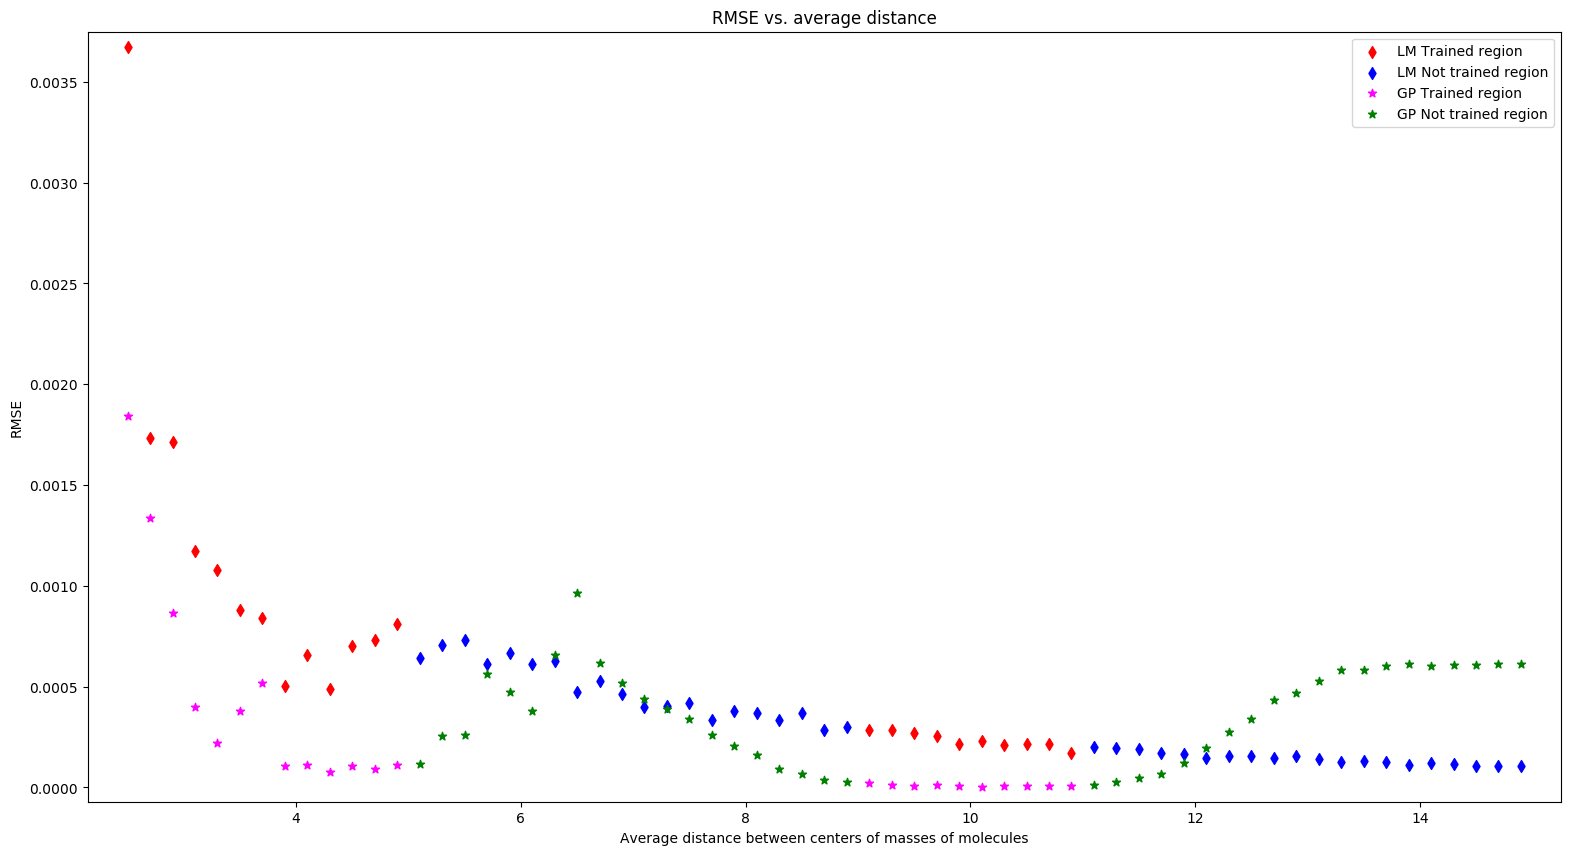 RMSE vs. average distance
LM Trained region
LM Not trained region
GP Trained region
GP Not trained region
RMSE
0.0035
0.0030
0.0025
0.0020
0.0015
0.0010
0.0005
0.0000
4 6 8 10 12 14
Average distance between centers of masses of molecules